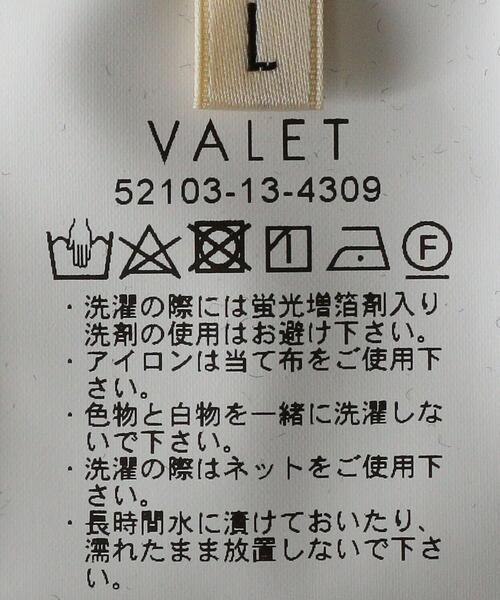 L
VALET
52103-13-4309
F
・洗濯の際には蛍光増箔剤入り
洗剤の使用はお避け下さい。
・アイロンは当て布をご使用下
さい。
・色物と白物を一緒に洗濯しな
いで下さい。
・洗濯の際はネットをご使用下
さい。
・長時間水に漬けておいたり、
濡れたまま放置しないで下さ
い。